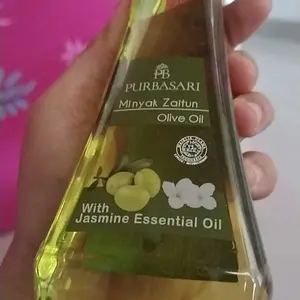 PB
PURBASARI
Minyak Zaitun
Olive Oil
With
Jasmine Essential Oil